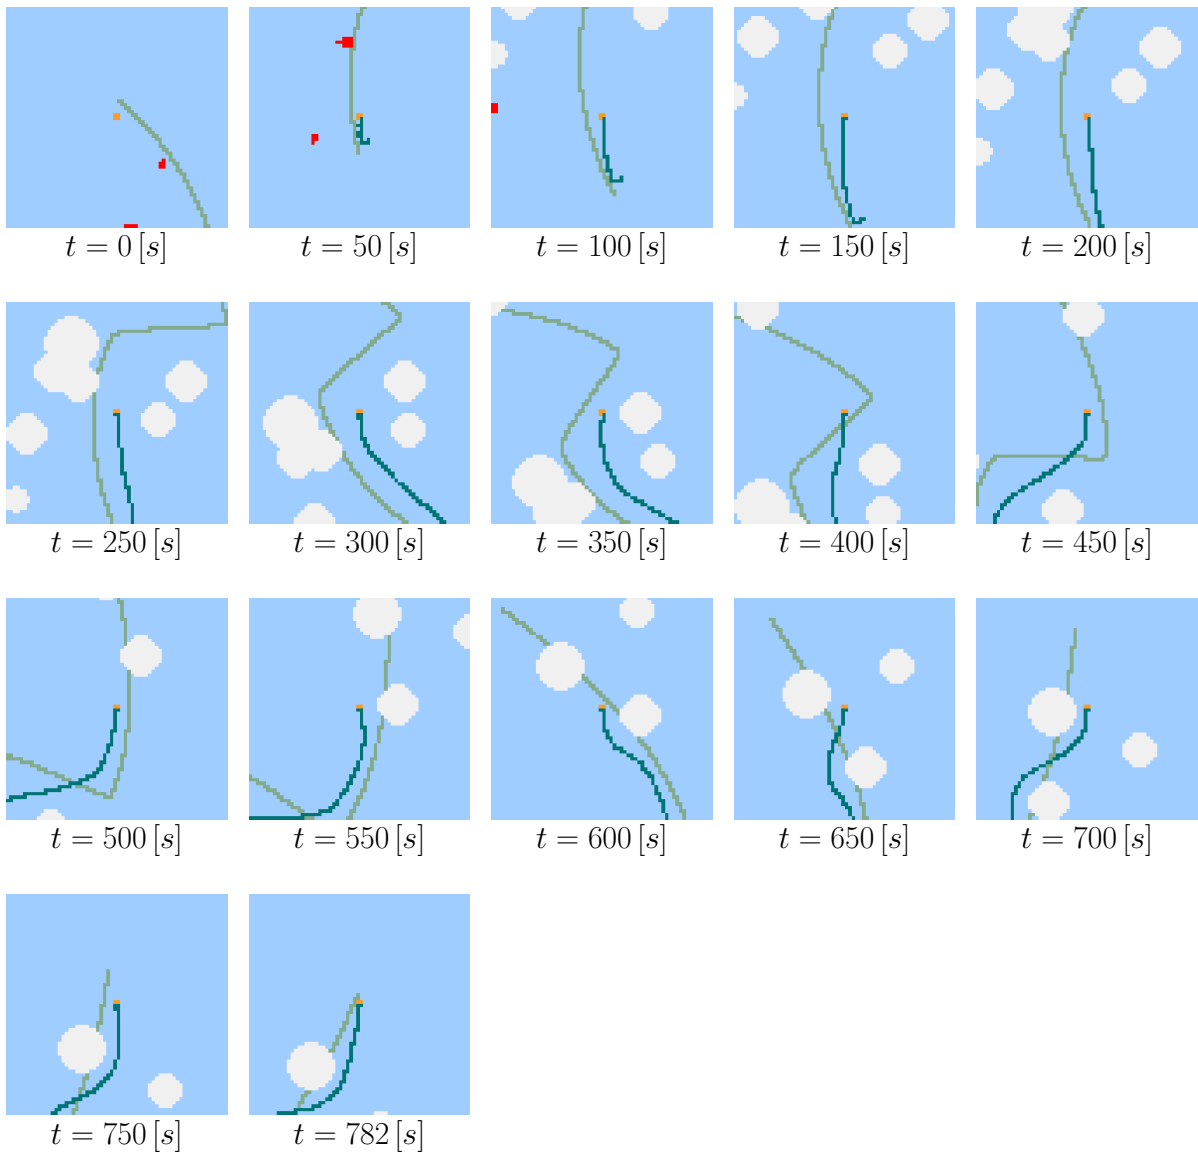 t = 0 [s] t = 50 [s] t = 100 [s] t = 150 [s] t = 200 [s]
t = 250 [s] t = 300 [s] t = 350 [s] t = 400 [s] t = 450 [s]
t = 500 [s] t = 550 [s] t = 600 [s] t = 650 [s] t = 700 [s]
t = 750 [s] t = 782 [s]